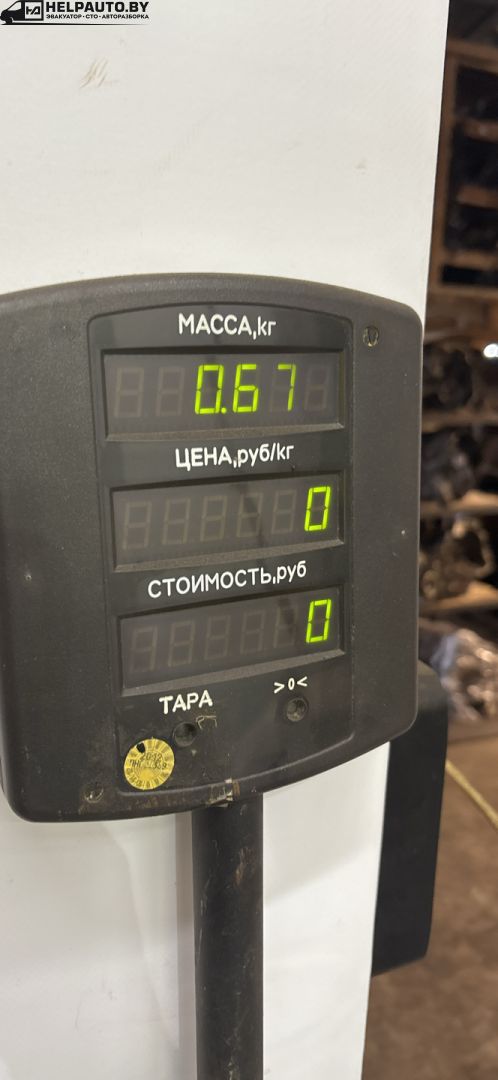 HELPAUTO.BY
ЭВАКУАТОР·СТО·АВТОРАЗБОРКА
МАССА,кг
0.67
ЦЕНА,руб/кг
0
СТОИМОСТЬ,руб
0
ТАРА
>0<